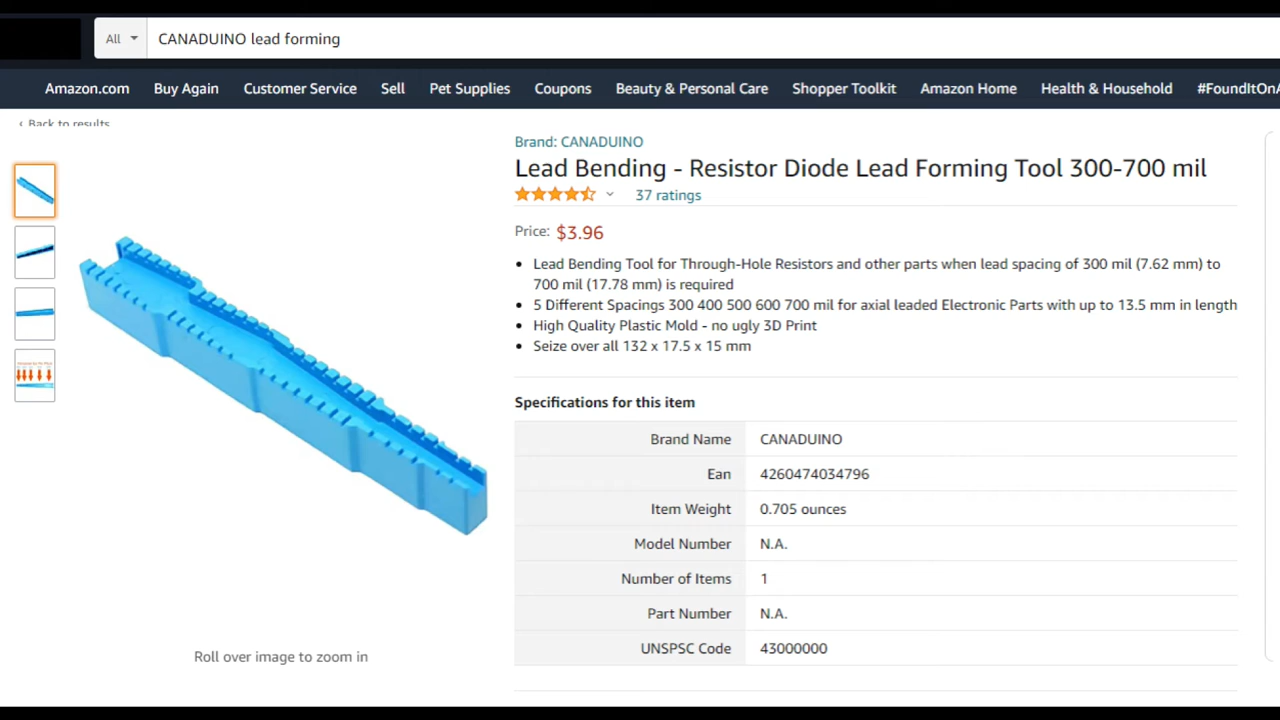 All
CANADUINO lead forming
Amazon.com Buy Again Customer Service Sell Pet Supplies Coupons Beauty & Personal Care Shopper Toolkit Amazon Home Health & Household #FoundItOnA
‹ Back to results
Brand: CANADUINO
Lead Bending - Resistor Diode Lead Forming Tool 300-700 mil
37 ratings
Price: $3.96
• Lead Bending Tool for Through-Hole Resistors and other parts when lead spacing of 300 mil (7.62 mm) to
700 mil (17.78 mm) is required
• 5 Different Spacings 300 400 500 600 700 mil for axial leaded Electronic Parts with up to 13.5 mm in length
• High Quality Plastic Mold - no ugly 3D Print
• Seize over all 132 x 17.5 x 15 mm
Specifications for this item
Brand Name CANADUINO
Ean 4260474034796
Item Weight 0.705 ounces
Model Number N.A.
Number of Items 1
Part Number N.A.
UNSPSC Code 43000000
Roll over image to zoom in